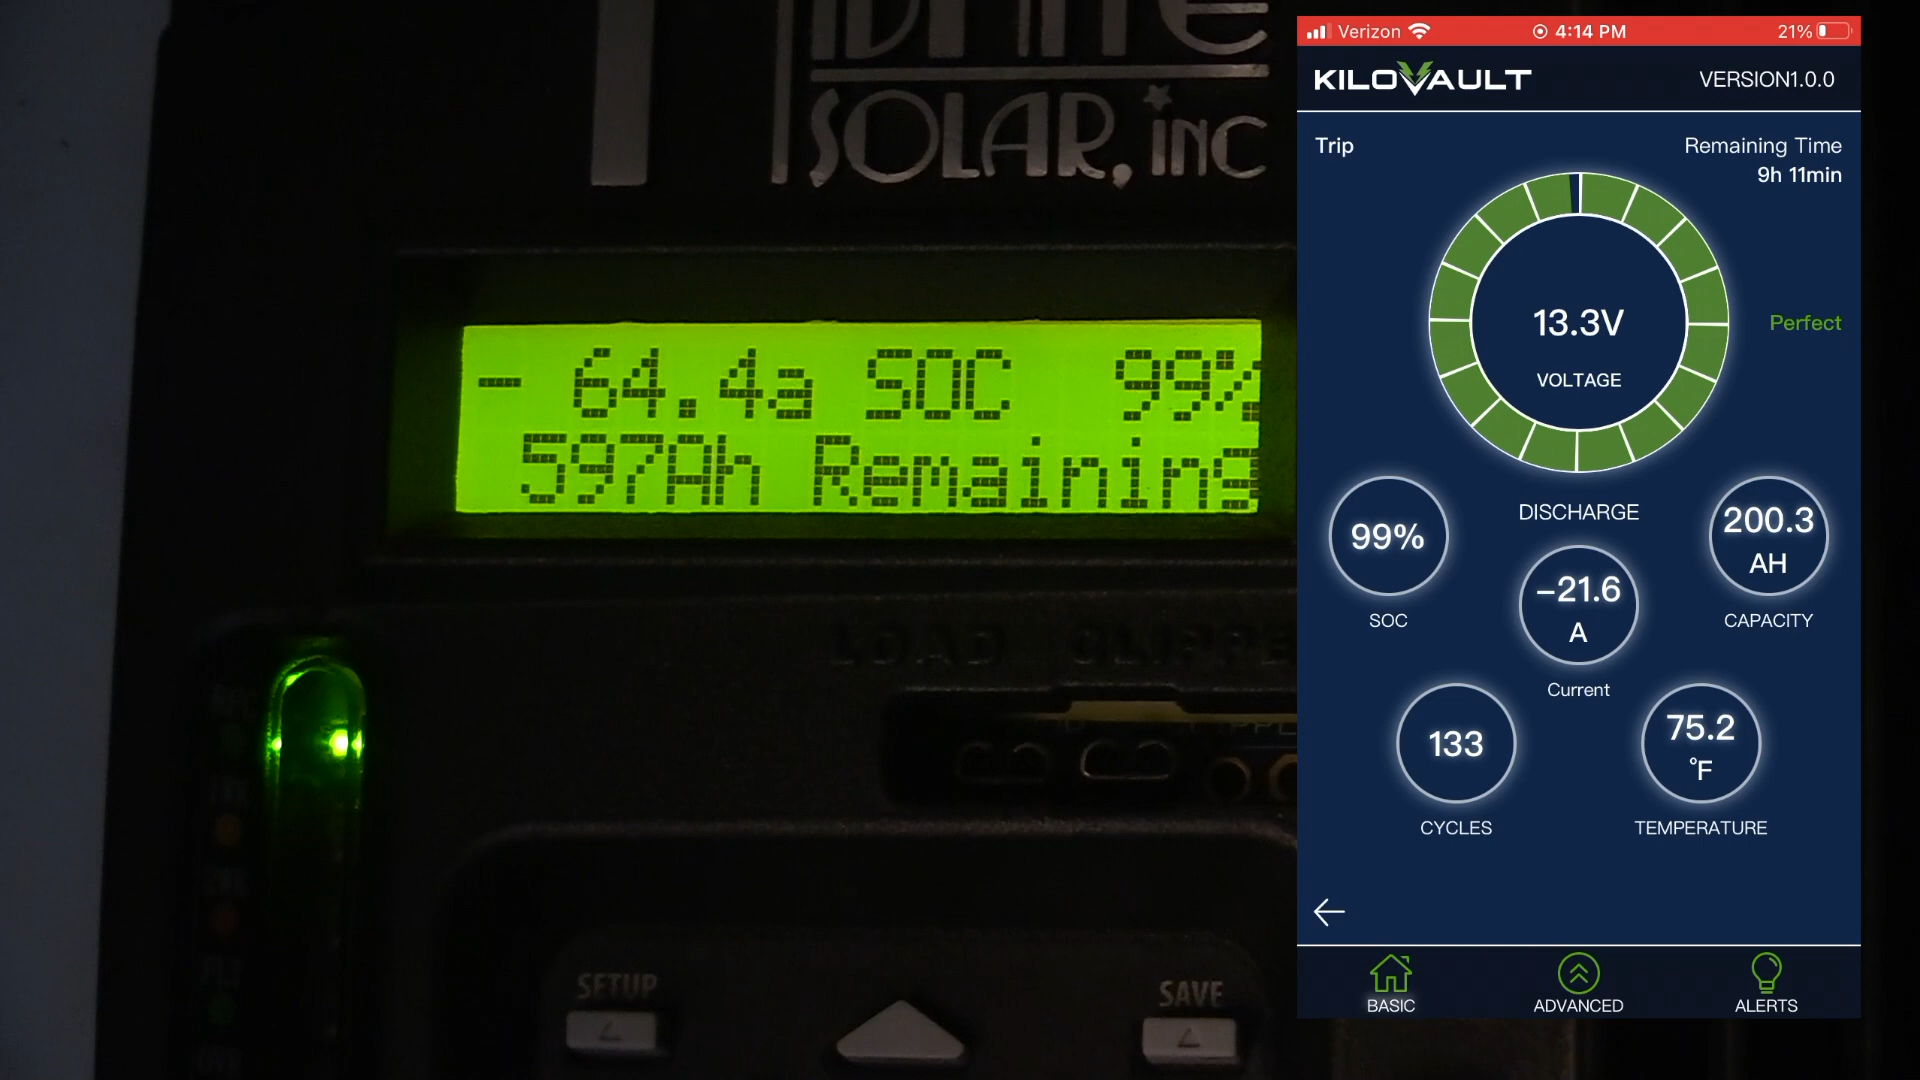 SOLAR, INC
- 64.4a SOC 99%
597Ah Remaining
LOAD CLIPPE
SETUP
SAVE
Verizon 4:14 PM 21%
KILOVAULT VERSION1.0.0
Trip Remaining Time
9h 11min
13.3V
VOLTAGE
Perfect
DISCHARGE
99%
SOC
200.3
AH
CAPACITY
−21.6
A
Current
133
CYCLES
75.2
°F
TEMPERATURE
BASIC ADVANCED ALERTS